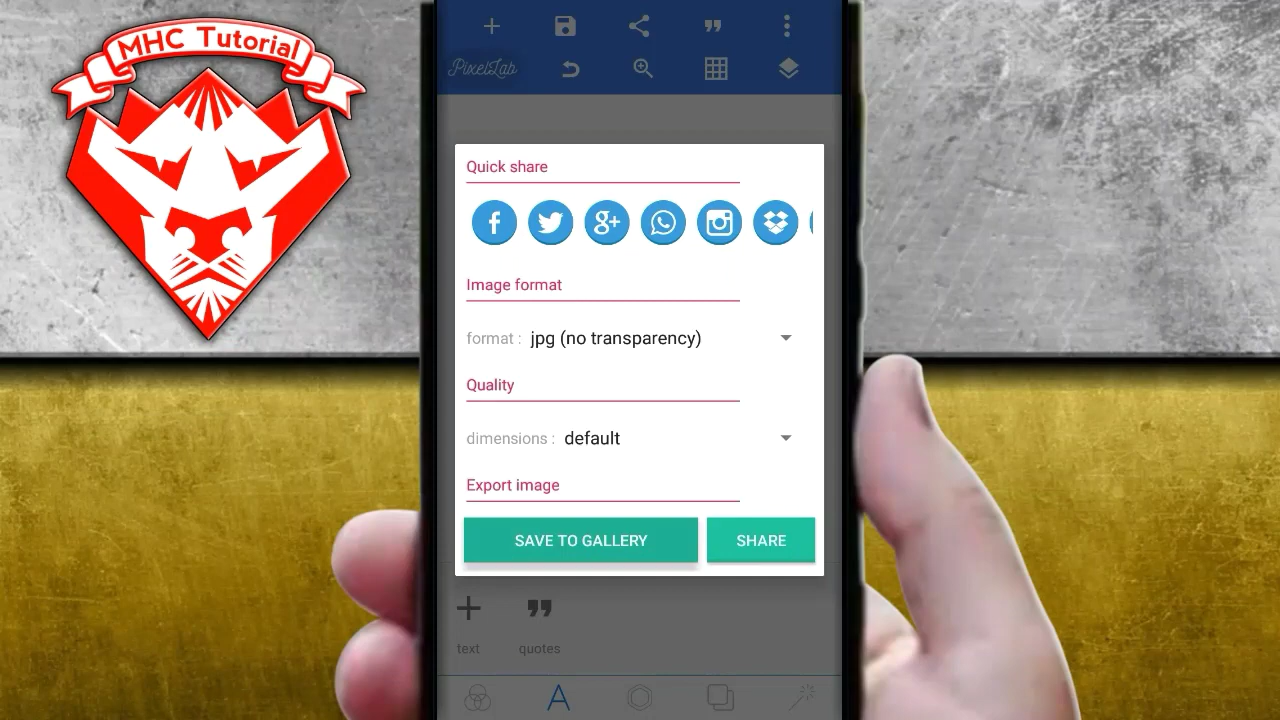 MHC Tutorial
PixelLab
Quick share
g+
Image format
format : jpg (no transparency)
Quality
dimensions : default
Export image
SAVE TO GALLERY
SHARE
text
quotes